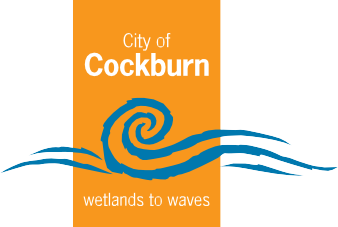 City of
Cockburn
wetlands to waves